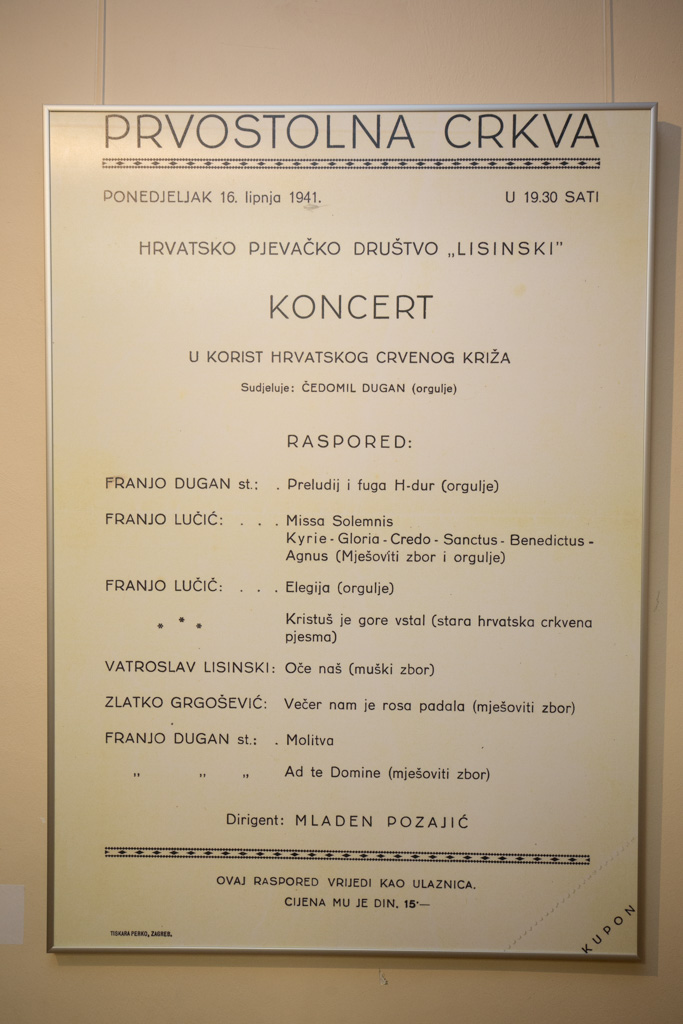 PRVOSTOLNA CRKVA
PONEDJELJAK 16. lipnja 1941. U 19.30 SATI
HRVATSKO PJEVAČKO DRUŠTVO „LISINSKI”
KONCERT
U KORIST HRVATSKOG CRVENOG KRIŽA
Sudjeluje: ČEDOMIL DUGAN (orgulje)
RASPORED:
FRANJO DUGAN st.: . Preludij i fuga H-dur (orgulje)
FRANJO LUČIĆ: . . . Missa Solemnis
Kyrie - Gloria - Credo - Sanctus - Benedictus -
Agnus (Mješoviti zbor i orgulje)
FRANJO LUČIČ: . . . Elegija (orgulje)
* * * Kristuš je gore vstal (stara hrvatska crkvena
pjesma)
VATROSLAV LISINSKI: Oče naš (muški zbor)
ZLATKO GRGOŠEVIĆ: Večer nam je rosa padala (mješoviti zbor)
FRANJO DUGAN st.: . Molitva
„ „ „ Ad te Domine (mješoviti zbor)
Dirigent: MLADEN POZAJIĆ
OVAJ RASPORED VRIJEDI KAO ULAZNICA.
CIJENA MU JE DIN. 15·—
TISKARA PERKO, ZAGREB.
KUPON